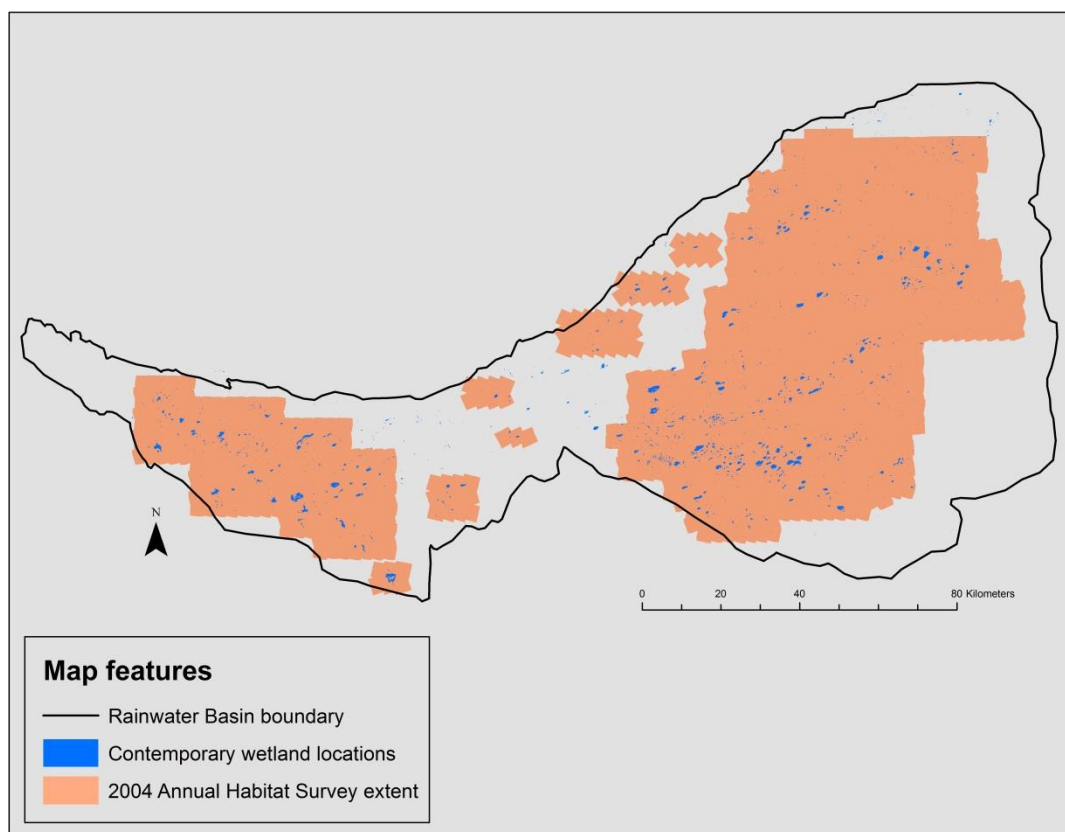 N
0 20 40 80 Kilometers
Map features
Rainwater Basin boundary
Contemporary wetland locations
2004 Annual Habitat Survey extent